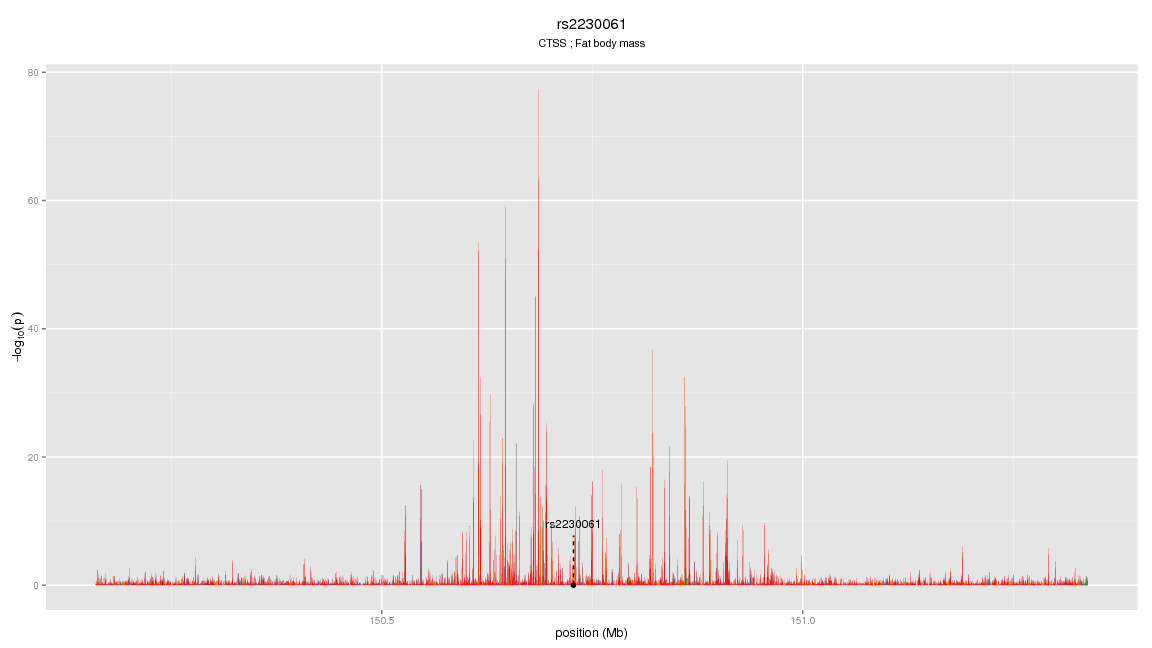 rs2230061
CTSS ; Fat body mass
80
60
40
20
0
−log10(p)
rs2230061
150.5
151.0
position (Mb)